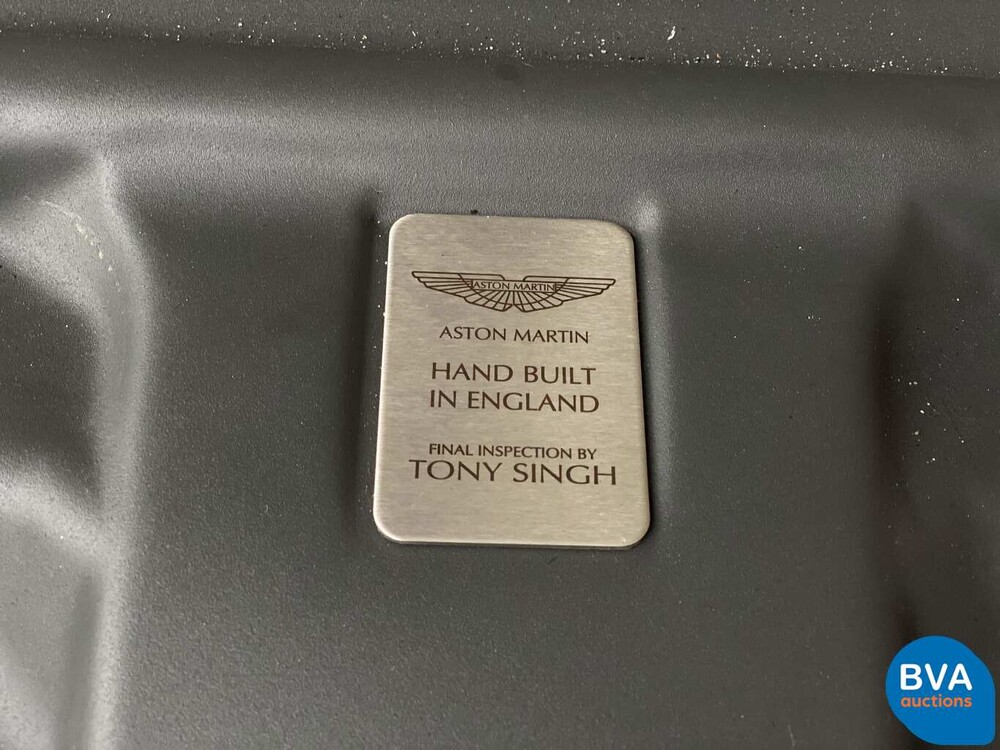 ASTON MARTIN
ASTON MARTIN
HAND BUILT
IN ENGLAND
FINAL INSPECTION BY
TONY SINGH
BVA
auctions